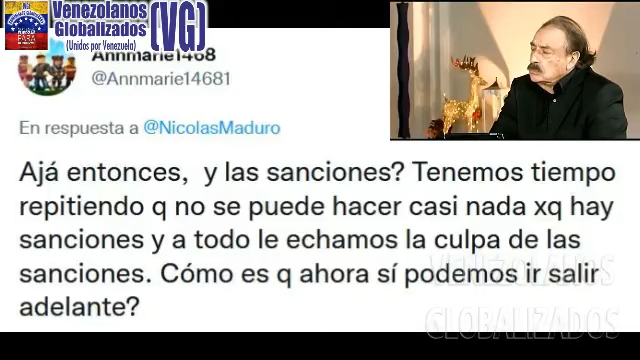 Venezolanos
Globalizados (VG)
(Unidos por Venezuela)
Annmarie1468
@Annmarie14681
En respuesta a @NicolasMaduro
Ajá entonces, y las sanciones? Tenemos tiempo
repitiendo q no se puede hacer casi nada xq hay
sanciones y a todo le echamos la culpa de las
sanciones. Cómo es q ahora sí podemos ir salir
adelante?
VENEZOLANOS
GLOBALIZADOS